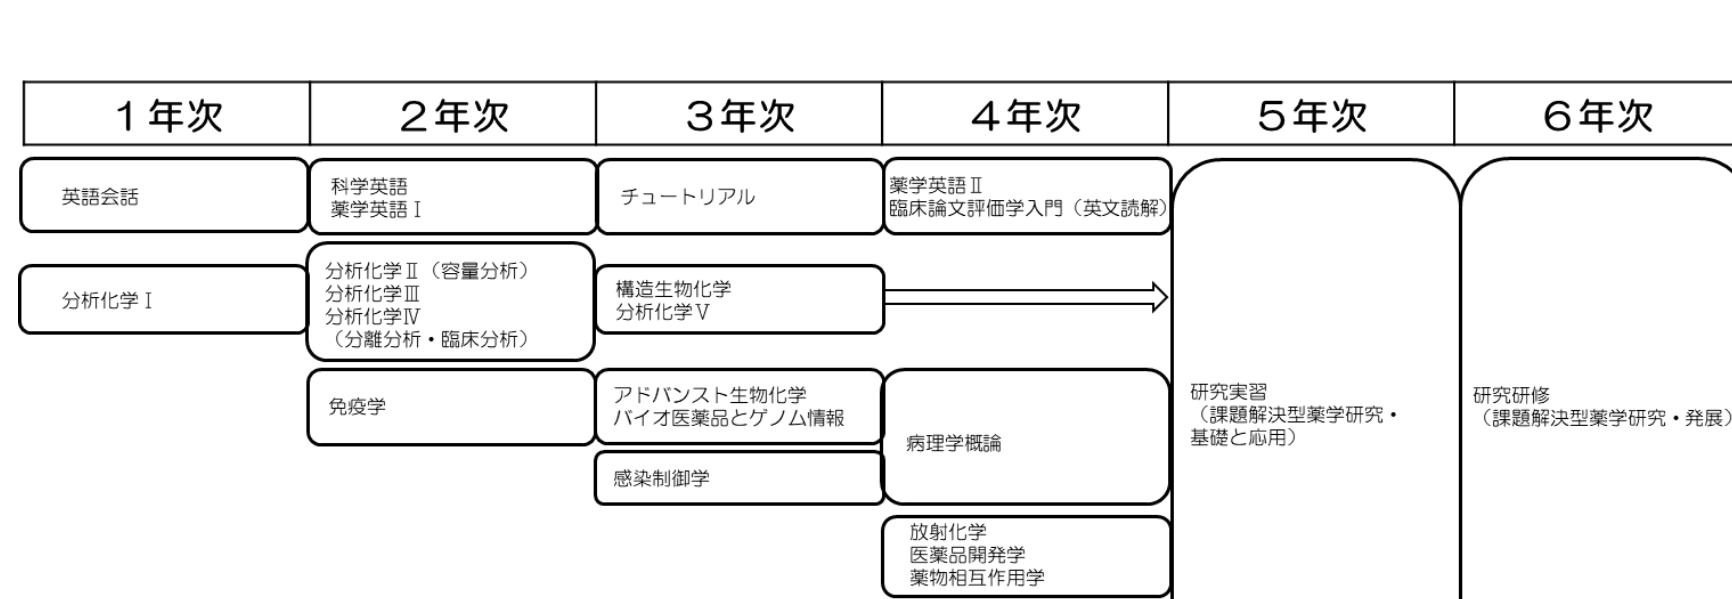 １年次
２年次
３年次
４年次
５年次
６年次
英語会話
科学英語
薬学英語Ⅰ
チュートリアル
薬学英語Ⅱ
臨床論文評価学入門（英文読解）
分析化学Ⅰ
分析化学Ⅱ（容量分析）
分析化学Ⅲ
分析化学Ⅳ
（分離分析・臨床分析）
構造生物化学
分析化学Ⅴ
免疫学
アドバンスト生物化学
バイオ医薬品とゲノム情報
感染制御学
病理学概論
放射化学
医薬品開発学
薬物相互作用学
研究実習
（課題解決型薬学研究・
基礎と応用）
研究研修
（課題解決型薬学研究・発展）